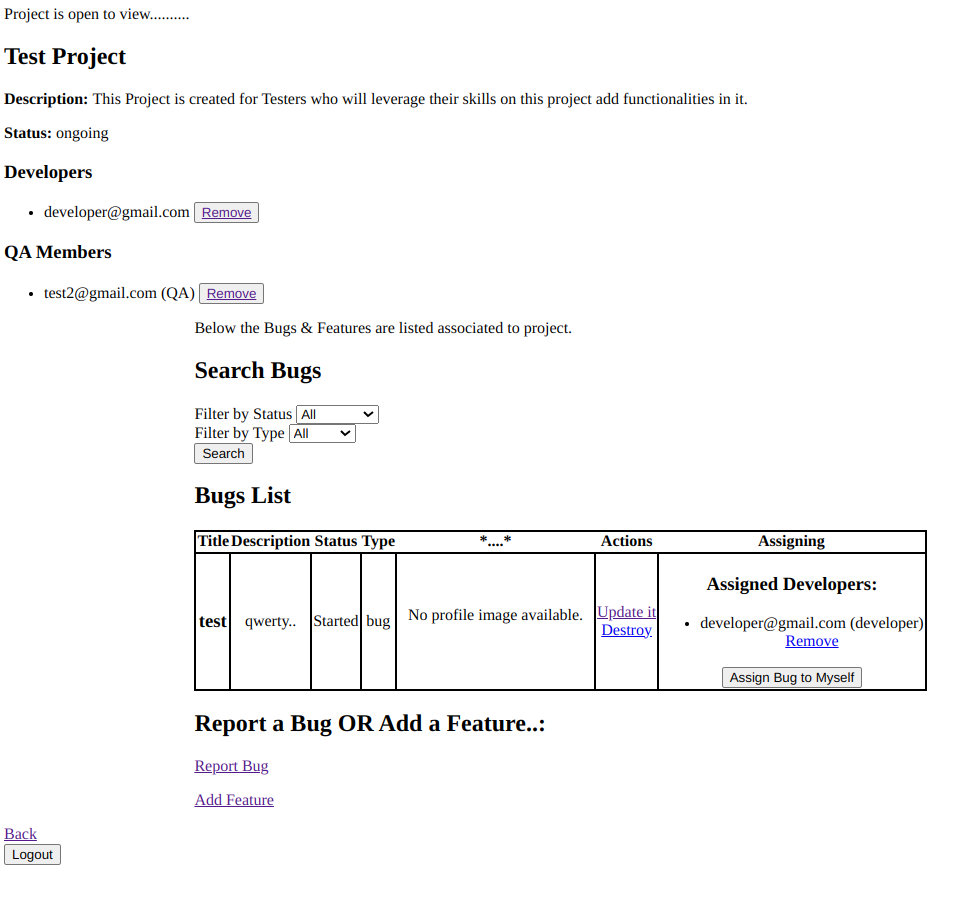 Project is open to view..........
Test Project
Description: This Project is created for Testers who will leverage their skills on this project add functionalities in it.
Status: ongoing
Developers
• developer@gmail.com Remove
QA Members
• test2@gmail.com (QA) Remove
Below the Bugs & Features are listed associated to project.
Search Bugs
Filter by Status All
Filter by Type All
Search
Bugs List
Title Description Status Type *....* Actions Assigning
test qwerty.. Started bug No profile image available. Update it
Destroy
Assigned Developers:
• developer@gmail.com (developer)
Remove
Assign Bug to Myself
Report a Bug OR Add a Feature..:
Report Bug
Add Feature
Back
Logout